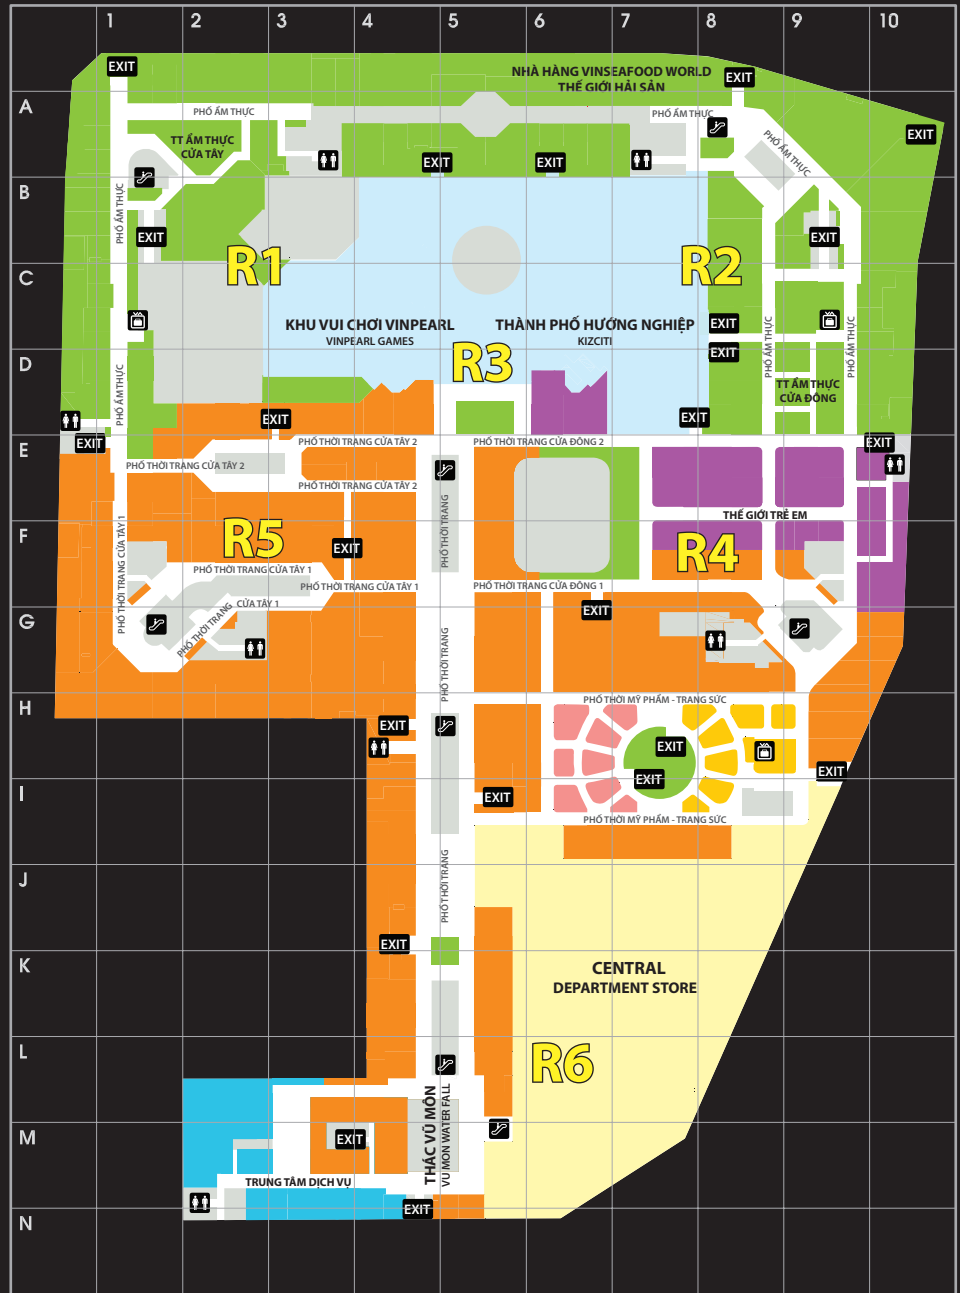 1 2 3 4 5 6 7 8 9 10
EXIT
NHÀ HÀNG VINSEAFOOD WORLD
THẾ GIỚI HẢI SẢN
EXIT
A
PHỐ ẨM THỰC
PHỐ ẨM THỰC
EXIT
TT ẨM THỰC
CỬA TÂY
PHỐ ẨM THỰC
EXIT
EXIT
B
PHỐ ẨM THỰC
EXIT
EXIT
R1
R2
C
KHU VUI CHƠI VINPEARL
VINPEARL GAMES
THÀNH PHỐ HƯỚNG NGHIỆP
KIZCITI
EXIT
EXIT
PHỐ ẨM THỰC
PHỐ ẨM THỰC
R3
D
PHỐ ẨM THỰC
TT ẨM THỰC
CỬA ĐÔNG
EXIT
EXIT
EXIT
EXIT
E
PHỐ THỜI TRANG CỬA TÂY 2
PHỐ THỜI TRANG CỬA ĐÔNG 2
PHỐ THỜI TRANG CỬA TÂY 2
PHỐ THỜI TRANG CỬA TÂY 2
PHỐ THỜI TRANG
THẾ GIỚI TRẺ EM
F
R5
EXIT
R4
PHỐ THỜI TRANG CỬA TÂY 1
PHỐ THỜI TRANG CỬA TÂY 1
PHỐ THỜI TRANG CỬA TÂY 1
PHỐ THỜI TRANG CỬA ĐÔNG 1
PHỐ THỜI TRANG CỬA TÂY 1
EXIT
G
PHỐ THỜI TRANG
H
PHỐ THỜI MỸ PHẨM - TRANG SỨC
EXIT
EXIT
EXIT
EXIT
I
EXIT
PHỐ THỜI MỸ PHẨM - TRANG SỨC
J
PHỐ THỜI TRANG
EXIT
K
CENTRAL
DEPARTMENT STORE
L
R6
THÁC VŨ MÔN
VU MON WATER FALL
M
EXIT
TRUNG TÂM DỊCH VỤ
EXIT
N